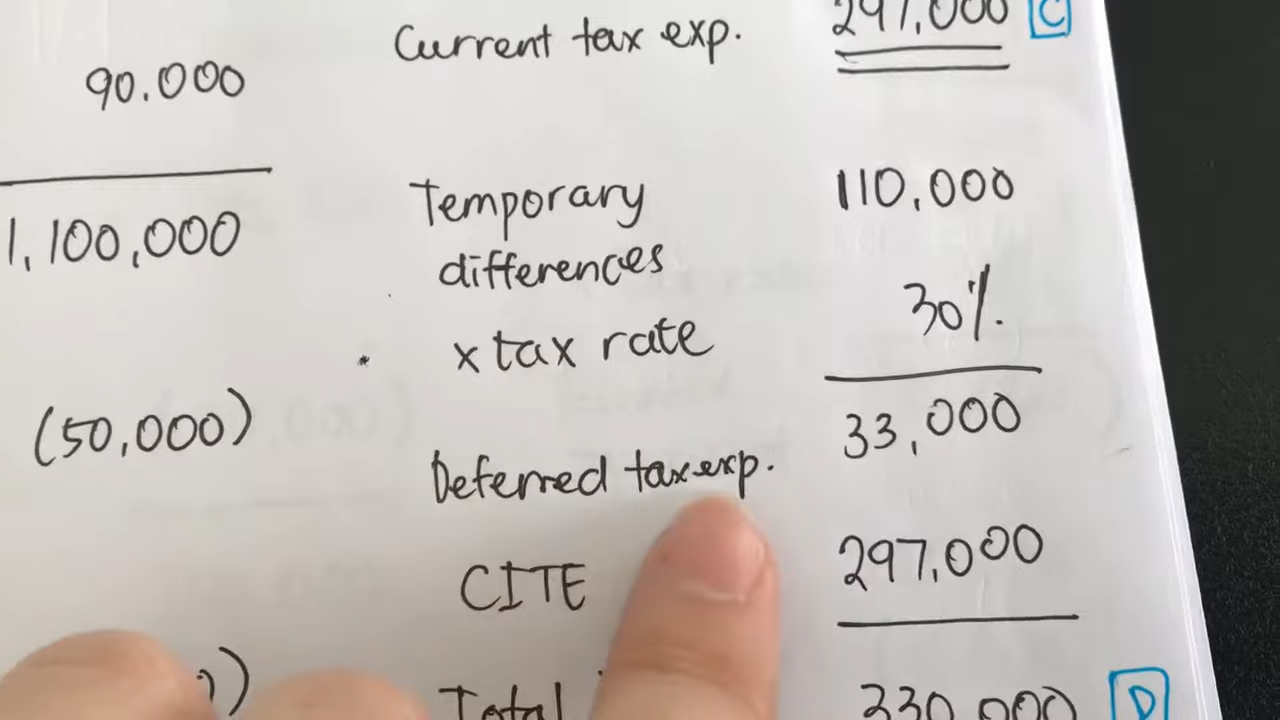 90.000
1,100,000
(50,000)
)
Current tax exp. 297,000 C
Temporary 110,000
differences
x tax rate 30%
Deferred tax exp. 33,000
CITE 297,000
Total 330,000 D